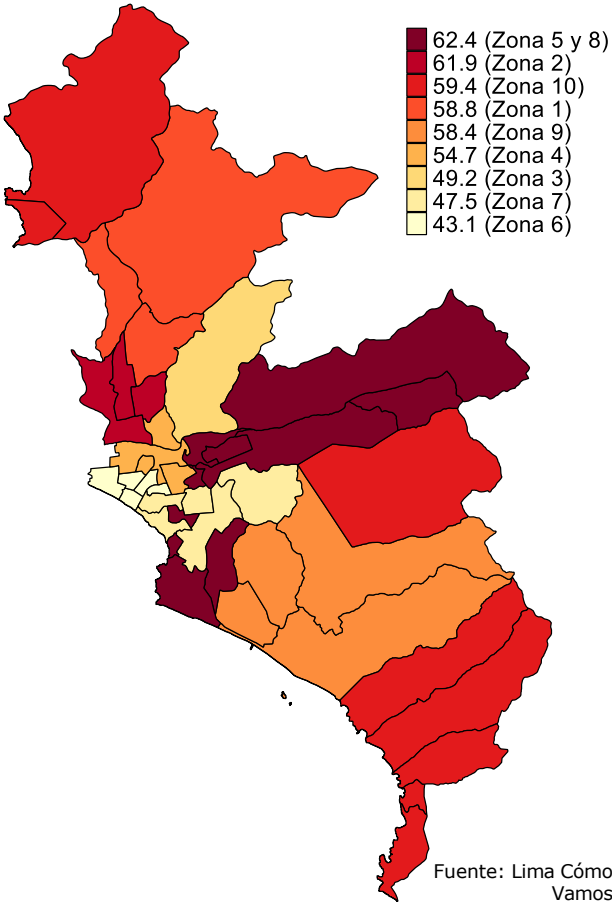 62.4 (Zona 5 y 8)
61.9 (Zona 2)
59.4 (Zona 10)
58.8 (Zona 1)
58.4 (Zona 9)
54.7 (Zona 4)
49.2 (Zona 3)
47.5 (Zona 7)
43.1 (Zona 6)
Fuente: Lima Cómo
Vamos